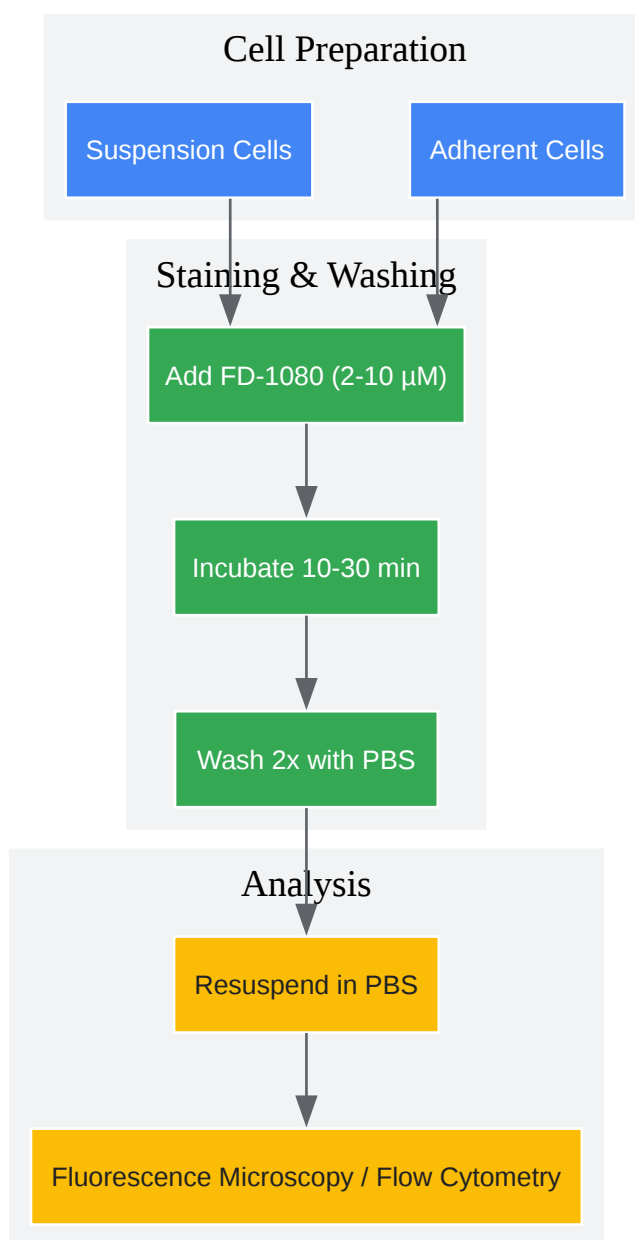 Cell Preparation
Suspension Cells
Adherent Cells
Staining & Washing
Add FD-1080 (2-10 µM)
Incubate 10-30 min
Wash 2x with PBS
Analysis
Resuspend in PBS
Fluorescence Microscopy / Flow Cytometry